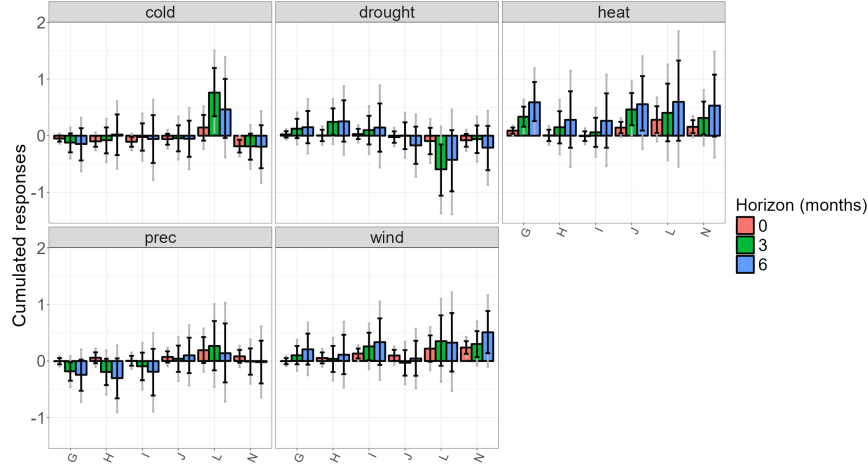 cold drought heat
2
1
0
-1
G H I J L N
prec wind
2
1
0
-1
G H I J L N G H I J L N
Cumulated responses
Horizon (months)
0
3
6